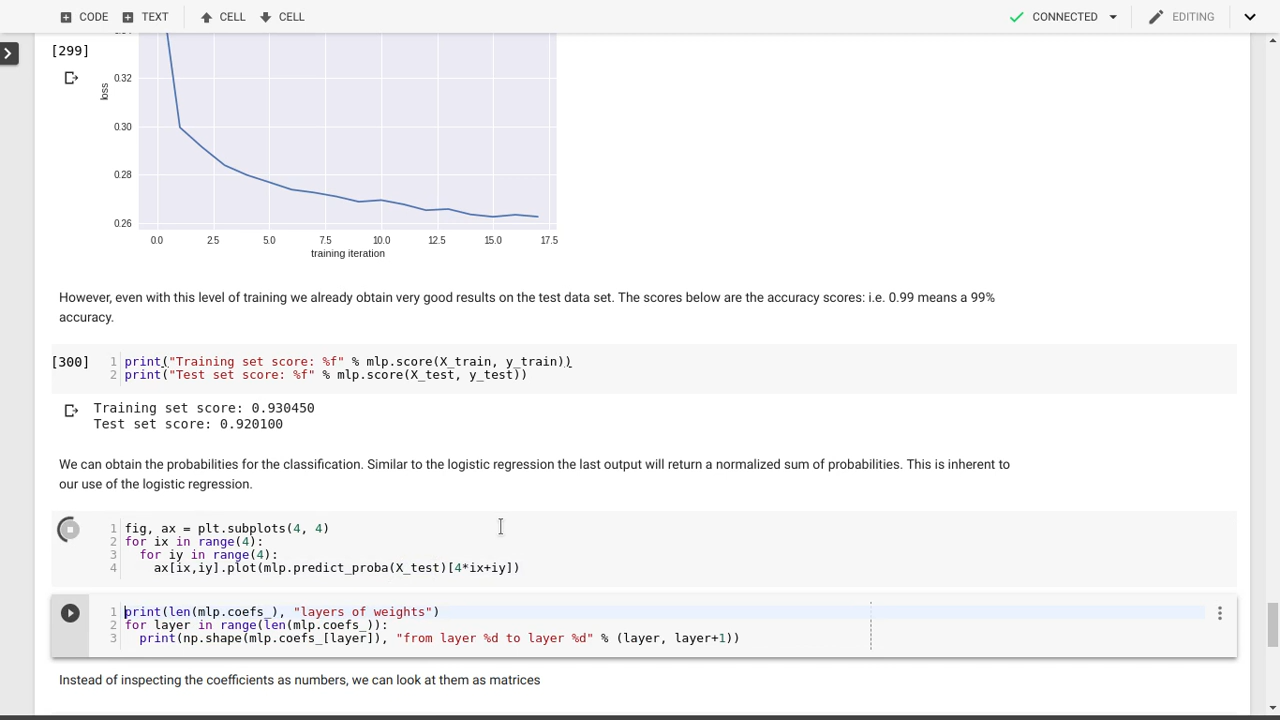 CODE TEXT CELL CELL CONNECTED EDITING
[299]
loss
0.32
0.30
0.28
0.26
0.0 2.5 5.0 7.5 10.0 12.5 15.0 17.5
training iteration
However, even with this level of training we already obtain very good results on the test data set. The scores below are the accuracy scores: i.e. 0.99 means a 99%
accuracy.
[300] 1 print("Training set score: %f" % mlp.score(X_train, y_train))
2 print("Test set score: %f" % mlp.score(X_test, y_test))
Training set score: 0.930450
Test set score: 0.920100
We can obtain the probabilities for the classification. Similar to the logistic regression the last output will return a normalized sum of probabilities. This is inherent to
our use of the logistic regression.
1 fig, ax = plt.subplots(4, 4)
2 for ix in range(4):
3 for iy in range(4):
4 ax[ix,iy].plot(mlp.predict_proba(X_test)[4*ix+iy])
1 print(len(mlp.coefs_), "layers of weights")
2 for layer in range(len(mlp.coefs_)):
3 print(np.shape(mlp.coefs_[layer]), "from layer %d to layer %d" % (layer, layer+1))
Instead of inspecting the coefficients as numbers, we can look at them as matrices